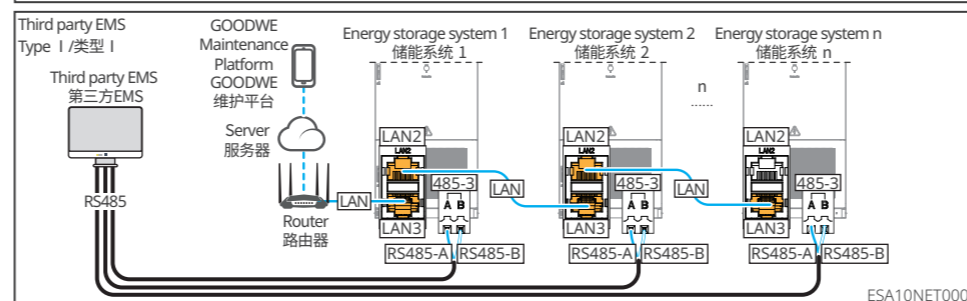 Third party EMS
Type Ⅰ/类型Ⅰ
Third party EMS
第三方EMS
RS485
GOODWE
Maintenance
Platform
GOODWE
维护平台
Server
服务器
Router
路由器
LAN
Energy storage system 1
储能系统 1
LAN2
LAN2
485-3
A B
LAN3
RS485-A
RS485-B
LAN
Energy storage system 2
储能系统 2
LAN2
LAN2
485-3
A B
LAN3
RS485-A
RS485-B
LAN
n
......
Energy storage system n
储能系统 n
LAN2
LAN2
485-3
A B
LAN3
RS485-A
RS485-B
ESA10NET000